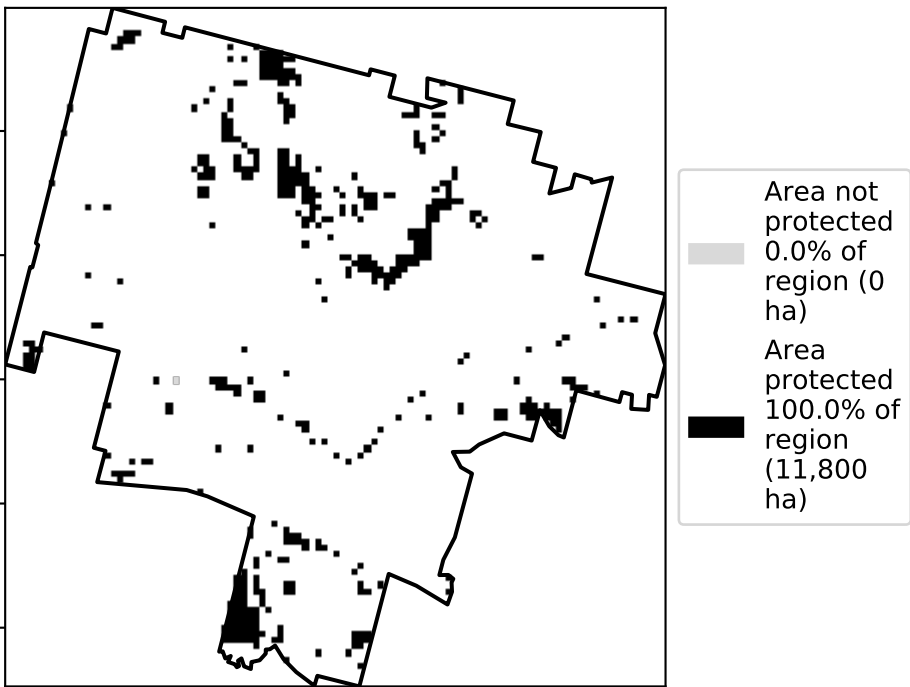 Area not
protected
0.0% of
region (0
ha)
Area
protected
100.0% of
region
(11,800
ha)